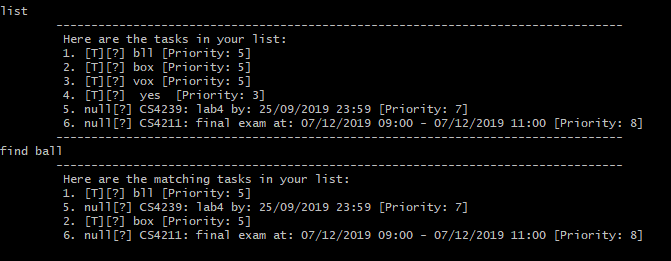 list
--------------------------------------------------------------------------------
Here are the tasks in your list:
1. [T][?] bll [Priority: 5]
2. [T][?] box [Priority: 5]
3. [T][?] vox [Priority: 5]
4. [T][?]  yes  [Priority: 3]
5. null[?] CS4239: lab4 by: 25/09/2019 23:59 [Priority: 7]
6. null[?] CS4211: final exam at: 07/12/2019 09:00 - 07/12/2019 11:00 [Priority: 8]
--------------------------------------------------------------------------------
find ball
--------------------------------------------------------------------------------
Here are the matching tasks in your list:
1. [T][?] bll [Priority: 5]
5. null[?] CS4239: lab4 by: 25/09/2019 23:59 [Priority: 7]
2. [T][?] box [Priority: 5]
6. null[?] CS4211: final exam at: 07/12/2019 09:00 - 07/12/2019 11:00 [Priority: 8]
--------------------------------------------------------------------------------